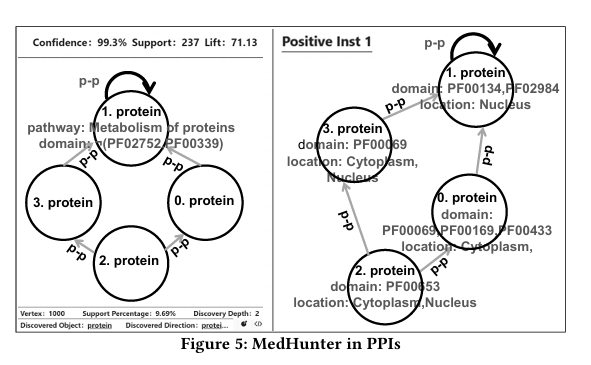 Confidence: 99.3% Support: 237 Lift: 71.13
p-p
1. protein
pathway: Metabolism of proteins
domain: ¬(PF02752,PF00339)
p-p
p-p
3. protein
0. protein
p-p
p-p
2. protein
Vertex: 1000 Support Percentage: 9.69% Discovery Depth: 2
Discovered Object: protein Discovered Direction: protei...
Positive Inst 1
p-p
1. protein
domain: PF00134,PF02984
location: Nucleus
p-p
3. protein
domain: PF00069
location: Cytoplasm,
Nucleus
p-p
0. protein
domain:
PF00069,PF00169,PF00433
location: Cytoplasm,
p-p
p-p
2. protein
domain: PF00653
location: Cytoplasm,Nucleus
Figure 5: MedHunter in PPIs